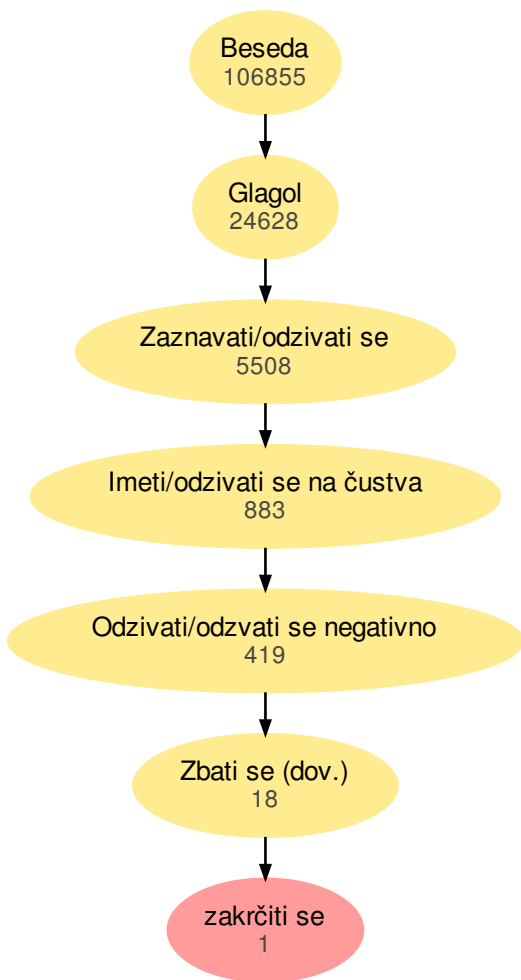 Beseda
106855
Glagol
24628
Zaznavati/odzivati se
5508
Imeti/odzivati se na čustva
883
Odzivati/odzvati se negativno
419
Zbati se (dov.)
18
zakrčiti se
1